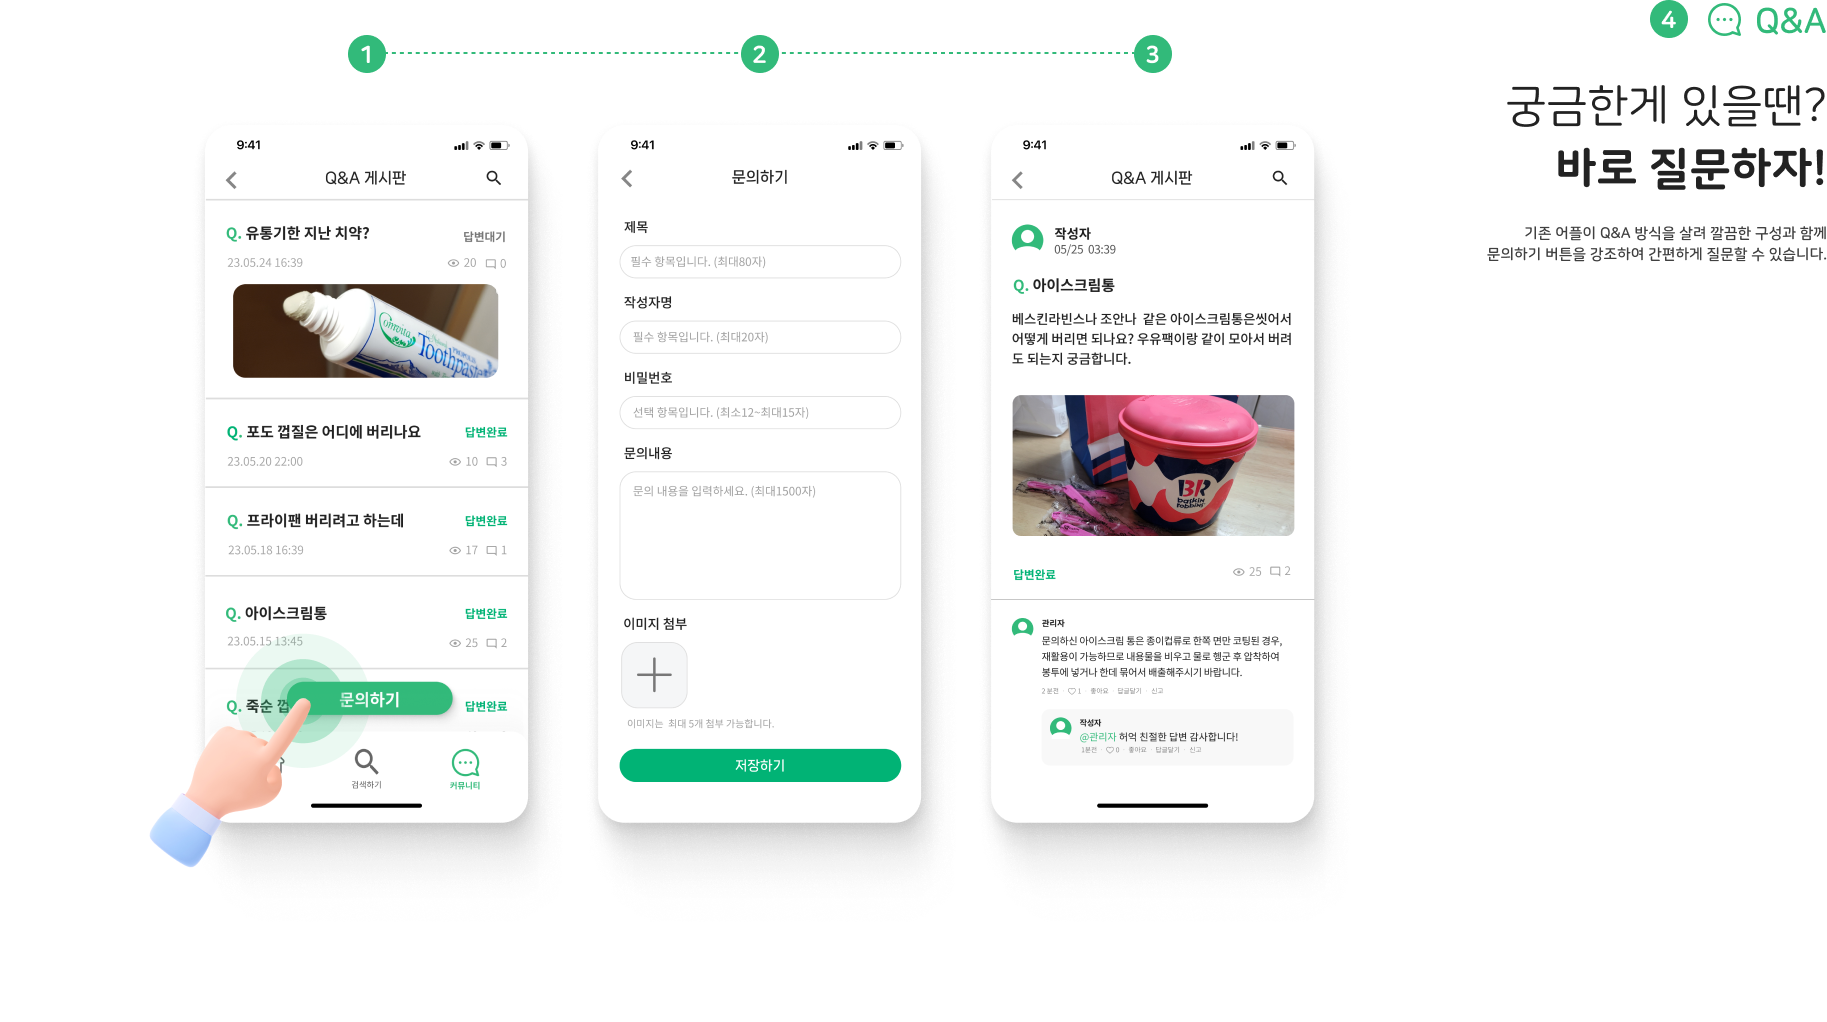 4 Q&A
궁금한게 있을땐?
바로 질문하자!
기존 어플이 Q&A 방식을 살려 깔끔한 구성과 함께
문의하기 버튼을 강조하여 간편하게 질문할 수 있습니다.
1
2
3
9:41
Q&A 게시판
Q. 유통기한 지난 치약?
답변대기
23.05.24 16:39
20 0
Toothpaste
Q. 포도 껍질은 어디에 버리나요
답변완료
23.05.20 22:00
10 3
Q. 프라이팬 버리려고 하는데
답변완료
23.05.18 16:39
17 1
Q. 아이스크림통
답변완료
23.05.15 13:45
25 2
Q. 죽순 껍
답변완료
문의하기
검색하기
커뮤니티
9:41
문의하기
제목
필수 항목입니다. (최대80자)
작성자명
필수 항목입니다. (최대20자)
비밀번호
선택 항목입니다. (최소12~최대15자)
문의내용
문의 내용을 입력하세요. (최대1500자)
이미지 첨부
이미지는 최대 5개 첨부 가능합니다.
저장하기
9:41
Q&A 게시판
작성자
05/25 03:39
Q. 아이스크림통
베스킨라빈스나 조안나 같은 아이스크림통은씻어서
어떻게 버리면 되나요? 우유팩이랑 같이 모아서 버려
도 되는지 궁금합니다.
BR
baskin
robbins
답변완료
25 2
관리자
문의하신 아이스크림 통은 종이컵류로 한쪽 면만 코팅된 경우,
재활용이 가능하므로 내용물을 비우고 물로 헹군 후 압착하여
봉투에 넣거나 한데 묶어서 배출해주시기 바랍니다.
2분전 · 1 · 좋아요 · 답글달기 · 신고
작성자
@관리자 허억 친절한 답변 감사합니다!
1분전 · 0 · 좋아요 · 답글달기 · 신고